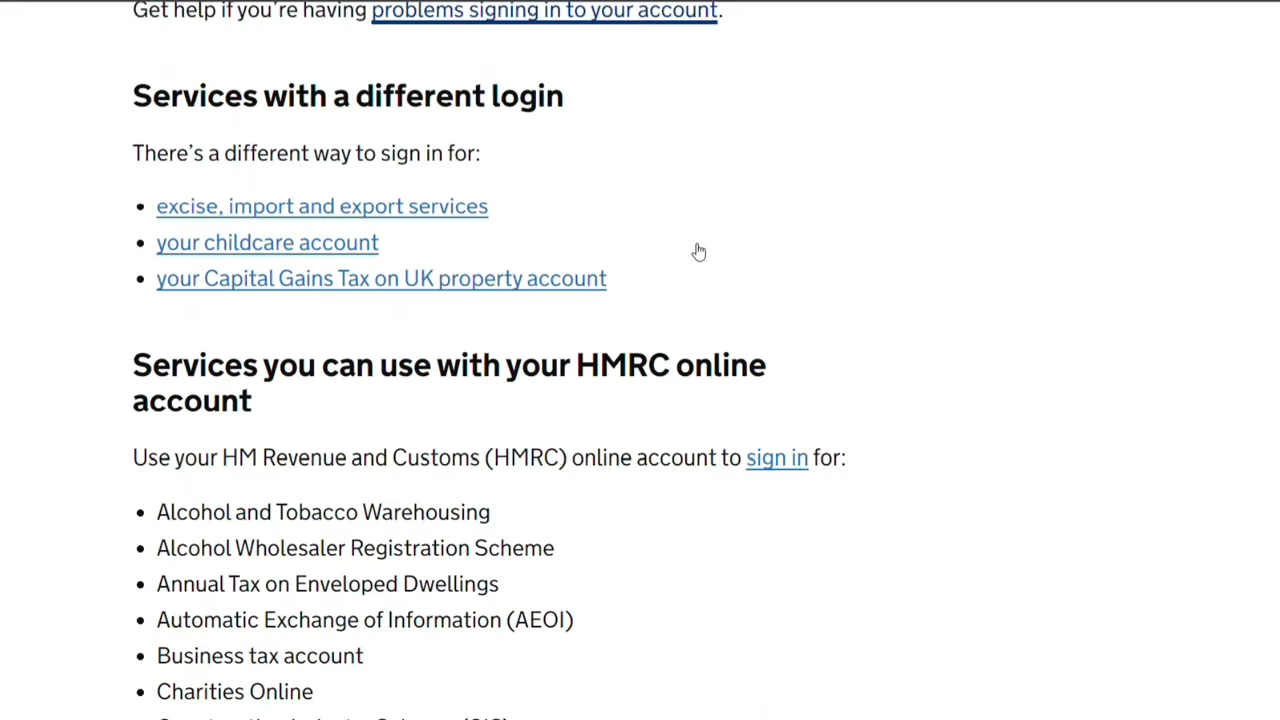 Get help if you're having problems signing in to your account.
Services with a different login
There's a different way to sign in for:
• excise, import and export services
• your childcare account
• your Capital Gains Tax on UK property account
Services you can use with your HMRC online
account
Use your HM Revenue and Customs (HMRC) online account to sign in for:
• Alcohol and Tobacco Warehousing
• Alcohol Wholesaler Registration Scheme
• Annual Tax on Enveloped Dwellings
• Automatic Exchange of Information (AEOI)
• Business tax account
• Charities Online